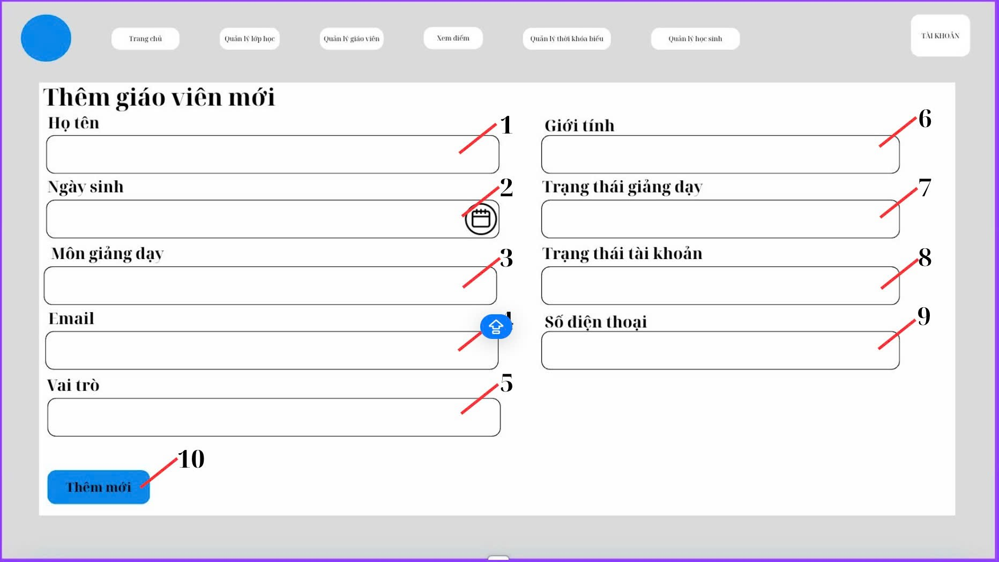 Trang chủ
Quản lý lớp học
Quản lý giáo viên
Xem điểm
Quản lý thời khóa biểu
Quản lý học sinh
TÀI KHOẢN
Thêm giáo viên mới
Họ tên
1
Giới tính
6
Ngày sinh
2
Trạng thái giảng dạy
7
Môn giảng dạy
3
Trạng thái tài khoản
8
Email
Số điện thoại
9
Vai trò
5
10
Thêm mới